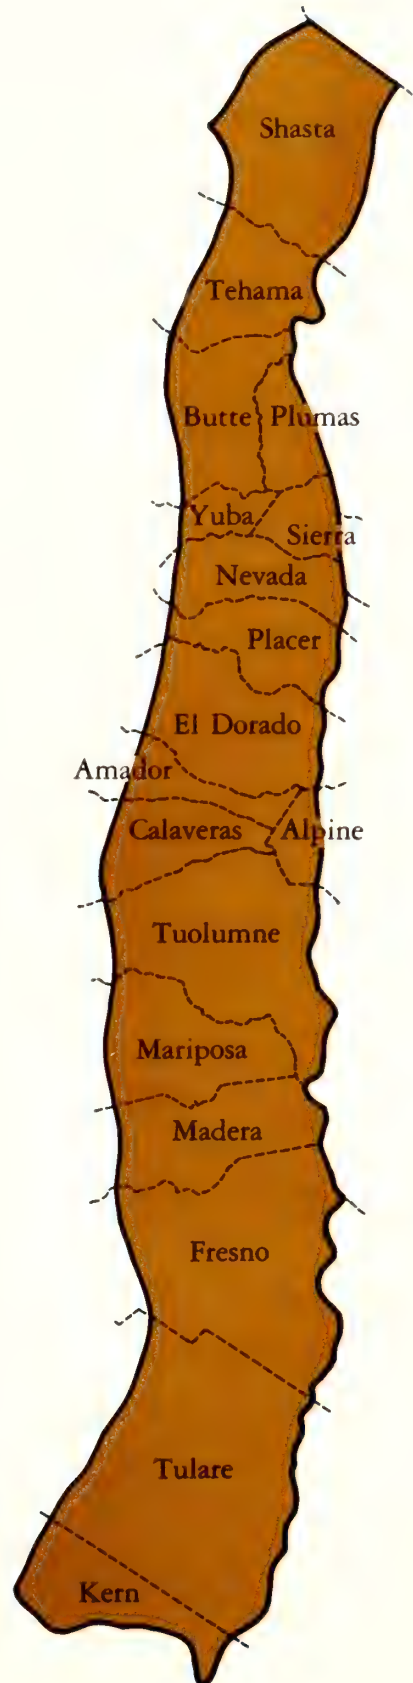 Shasta
Tehama
Butte Plumas
Yuba
Sierra
Nevada
Placer
El Dorado
Amador
Calaveras Alpine
Tuolumne
Mariposa
Madera
Fresno
Tulare
Kern